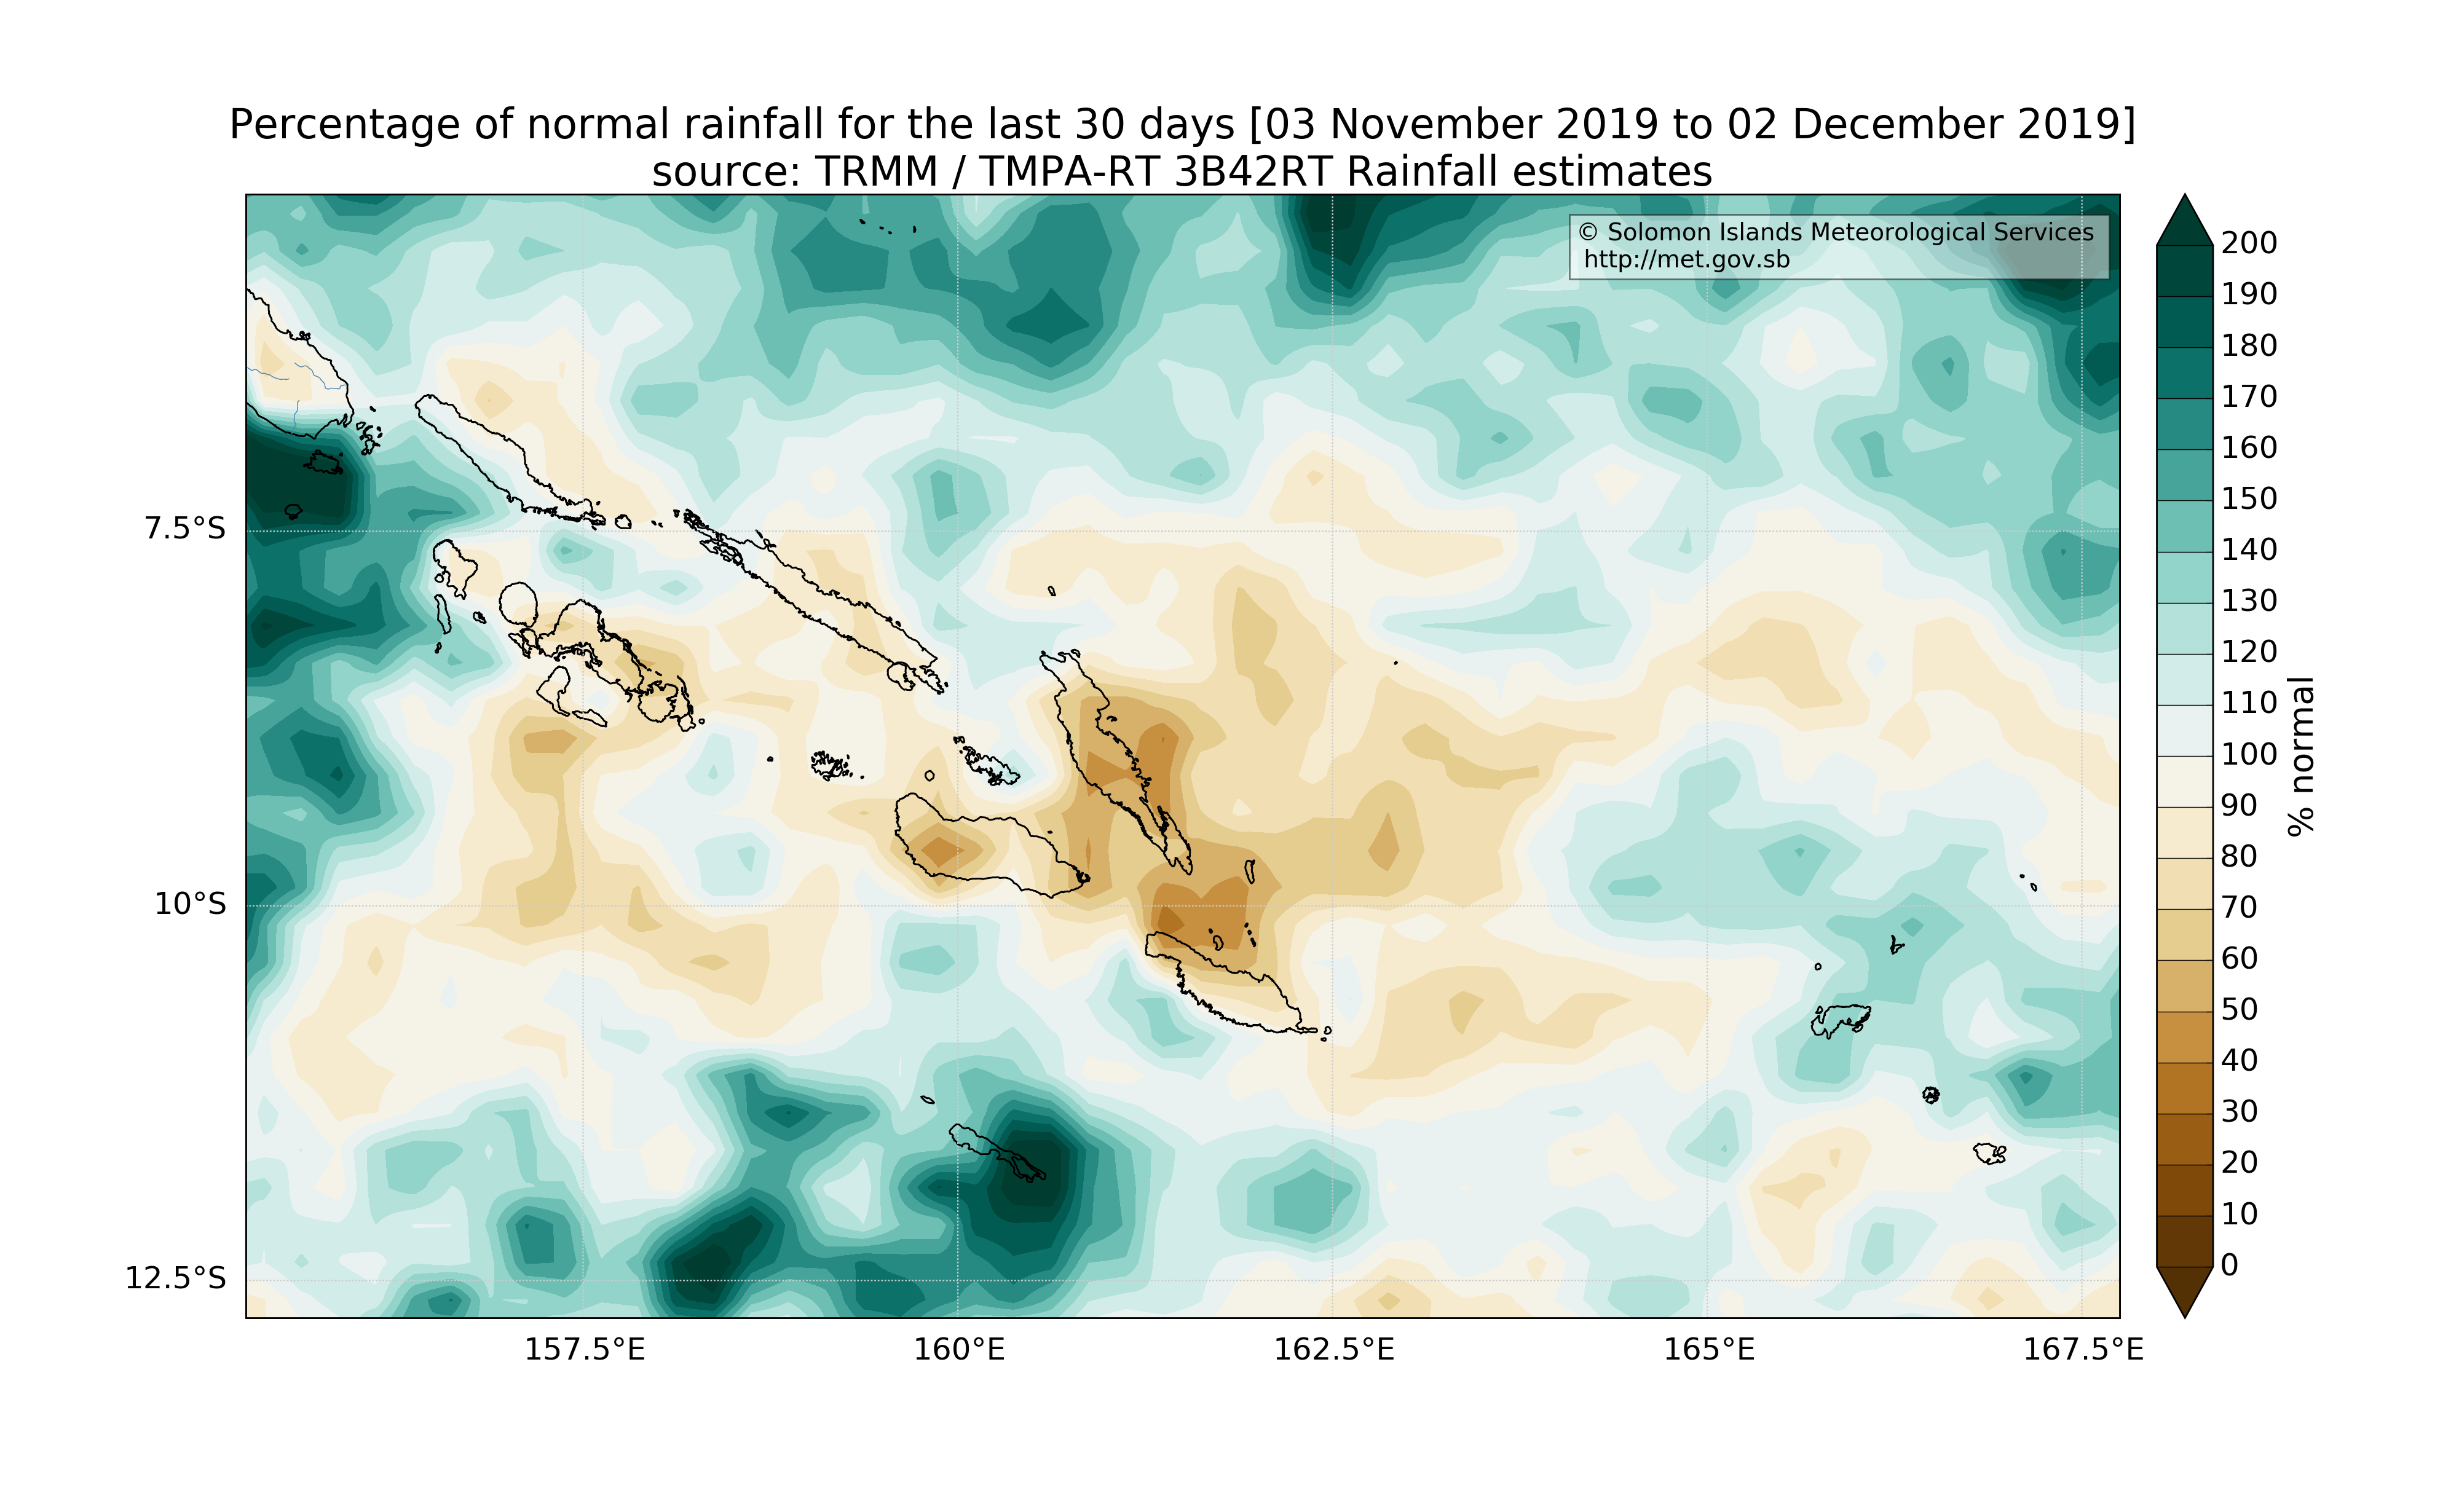 Percentage of normal rainfall for the last 30 days [03 November 2019 to 02 December 2019]
source: TRMM / TMPA-RT 3B42RT Rainfall estimates
© Solomon Islands Meteorological Services
http://met.gov.sb
7.5°S
10°S
12.5°S
157.5°E
160°E
162.5°E
165°E
167.5°E
200
190
180
170
160
150
140
130
120
110
100
90
80
70
60
50
40
30
20
10
0
% normal